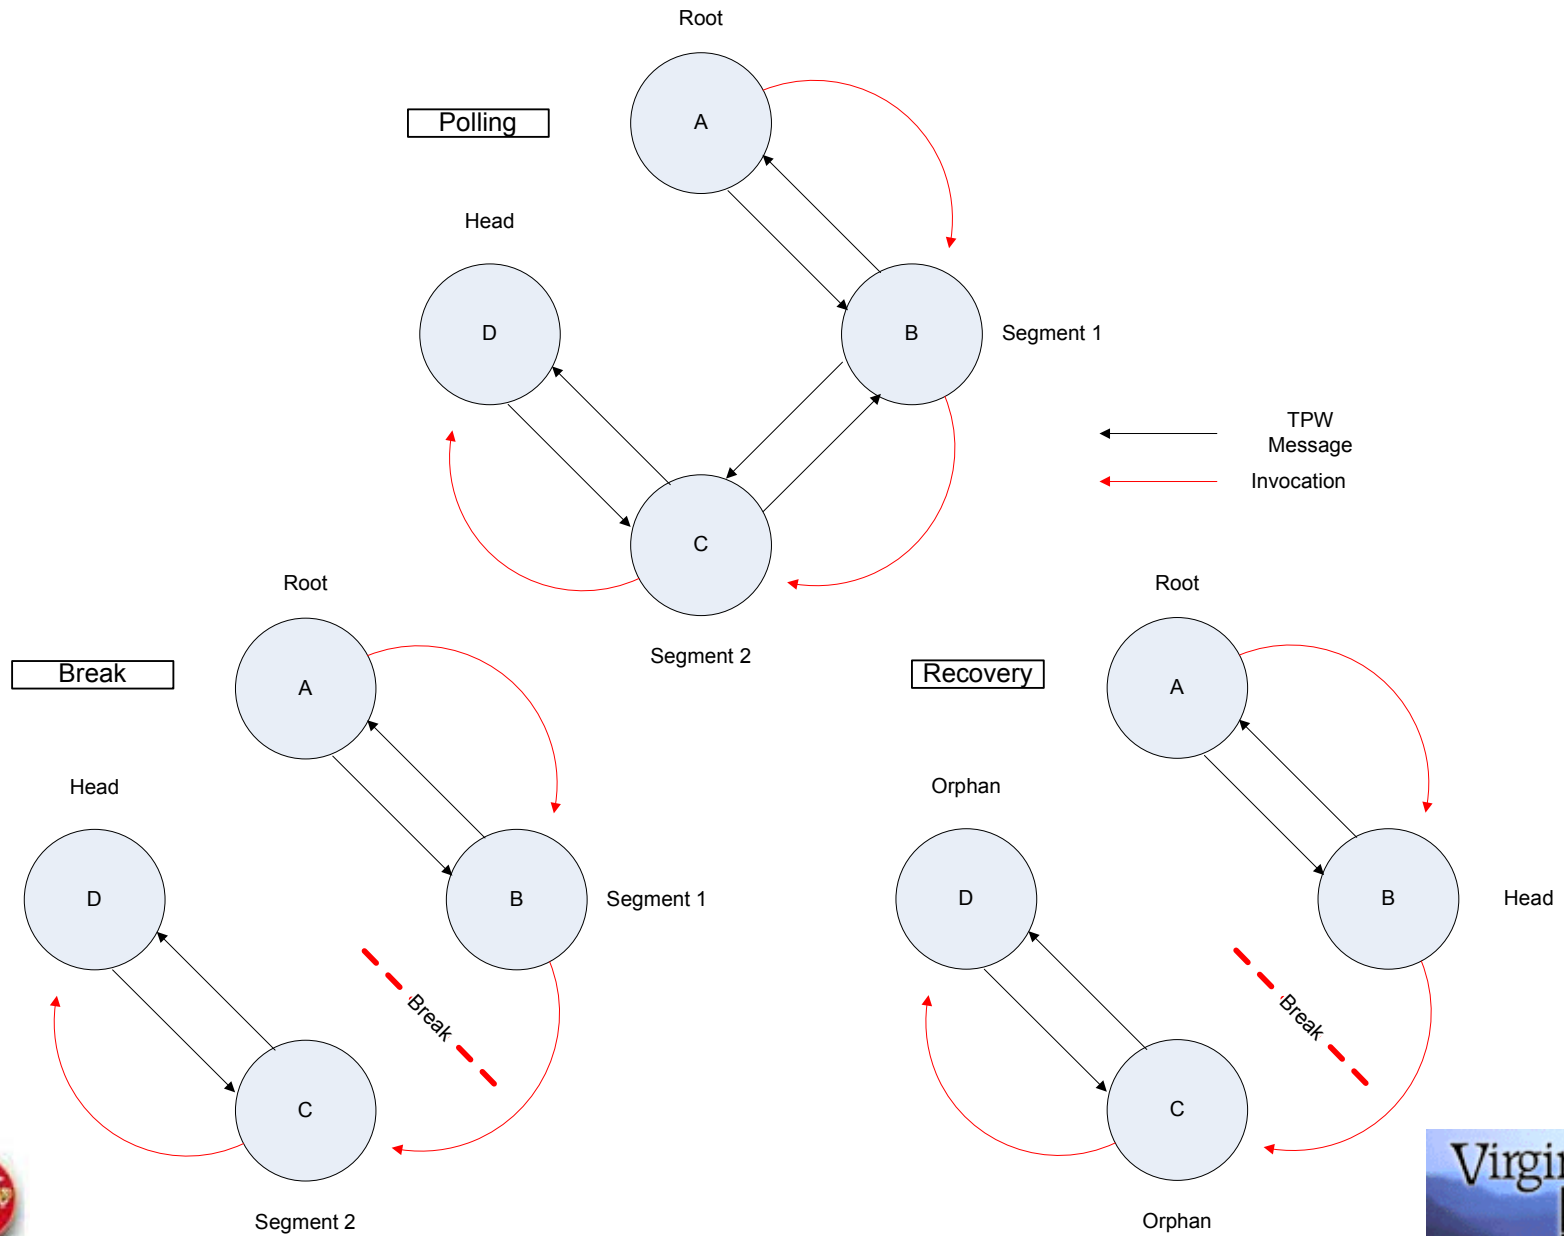 Root
Polling
A
Head
D
B
Segment 1
TPW
Message
Invocation
C
Segment 2
Root
Break
A
Head
D
B
Segment 1
Break
C
Segment 2
Root
Recovery
A
Orphan
D
B
Head
Break
C
Orphan